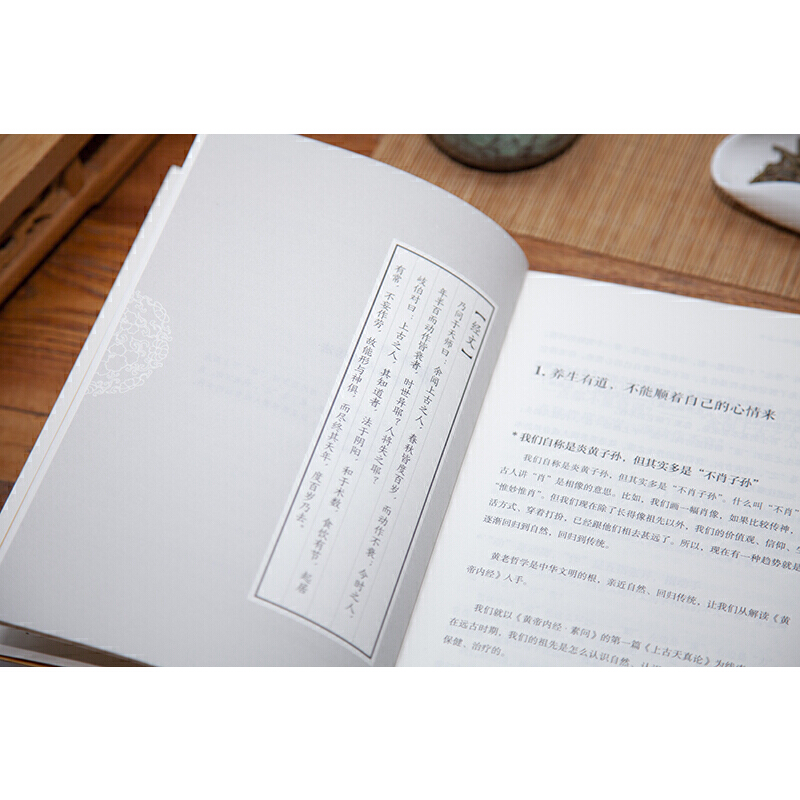 【经文】
乃问于天师曰：余闻上古之人，春秋皆度百岁，而动作不衰；今时之人，
年半百而动作皆衰者，时世异耶？人将失之耶？
岐伯对曰：上古之人，其知道者，法于阴阳，和于术数，食饮有节，起居
有常，不妄作劳，故能形与神俱，而尽终其天年，度百岁乃去。
1. 养生有道，不能顺着自己的心情来
* 我们自称是炎黄子孙，但其实多是“不肖子孙”
我们自称是炎黄子孙，但其实多是“不肖子孙”。什么叫“不肖”
古人讲“肖”是相像的意思。比如，我们画一幅肖像，如果比较传神，
“惟妙惟肖”。但我们现在除了长得像祖先以外，我们的价值观、信仰、
活方式、穿着打扮，已经跟他们相去甚远了。所以，现在有一种趋势就是
逐渐回归到自然，回归到传统。
黄老哲学是中华文明的根，亲近自然、回归传统，让我们从解读《黄
帝内经》入手。
我们就以《黄帝内经·素问》的第一篇《上古天真论》为
在远古时期，我们的祖先是怎么认识自然、
保健、治疗的。